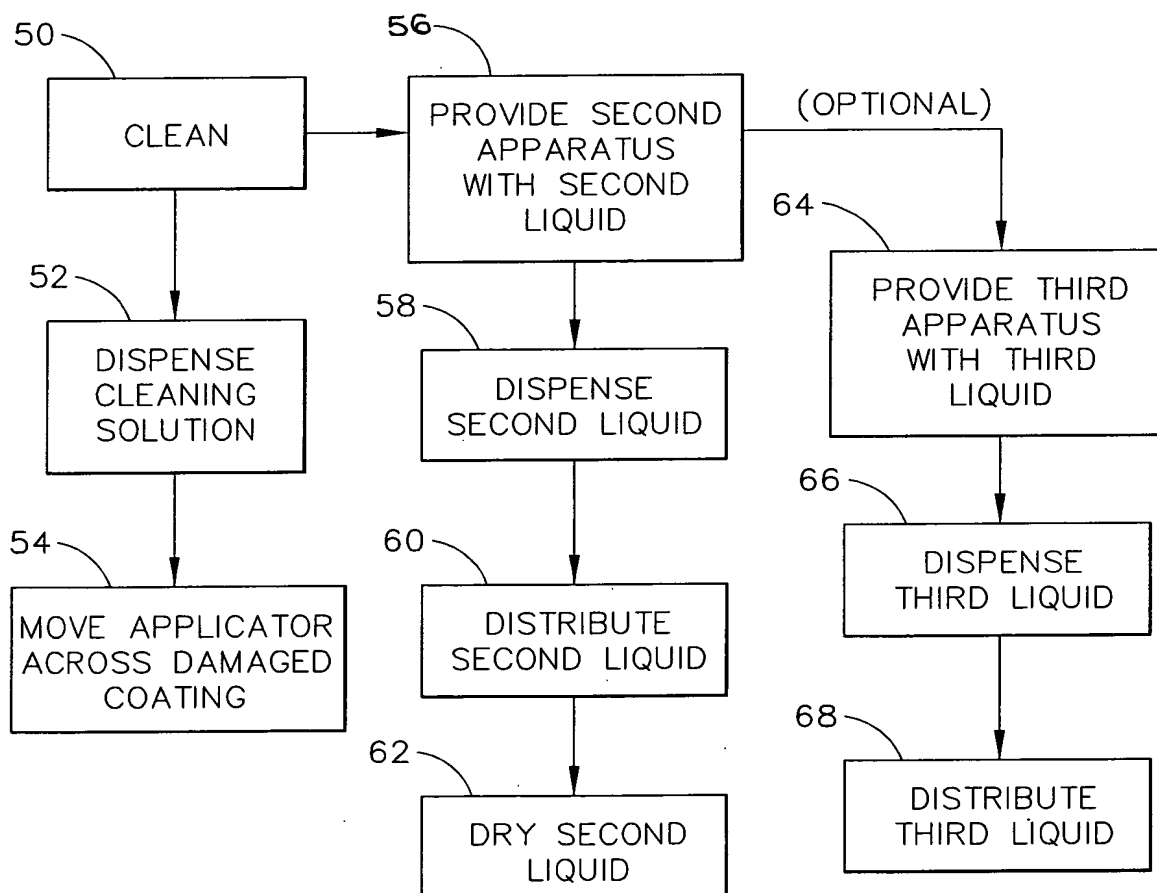 50
CLEAN
52
DISPENSE
CLEANING
SOLUTION
54
MOVE APPLICATOR
ACROSS DAMAGED
COATING
56
PROVIDE SECOND
APPARATUS
WITH SECOND
LIQUID
58
DISPENSE
SECOND LIQUID
60
DISTRIBUTE
SECOND LIQUID
62
DRY SECOND
LIQUID
(OPTIONAL)
64
PROVIDE THIRD
APPARATUS
WITH THIRD
LIQUID
66
DISPENSE
THIRD LIQUID
68
DISTRIBUTE
THIRD LIQUID